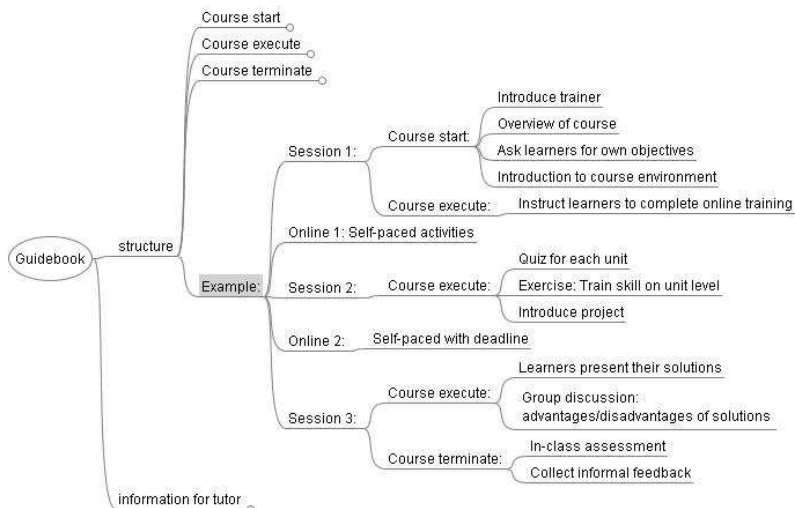 Guidebook
structure
Course start
Course execute
Course terminate
Example:
Session 1:
Course start:
Introduce trainer
Overview of course
Ask learners for own objectives
Introduction to course environment
Course execute:
Instruct learners to complete online training
Online 1: Self-paced activities
Session 2:
Course execute:
Quiz for each unit
Exercise: Train skill on unit level
Introduce project
Online 2:
Self-paced with deadline
Session 3:
Course execute:
Learners present their solutions
Group discussion:
advantages/disadvantages of solutions
Course terminate:
In-class assessment
Collect informal feedback
information for tutor